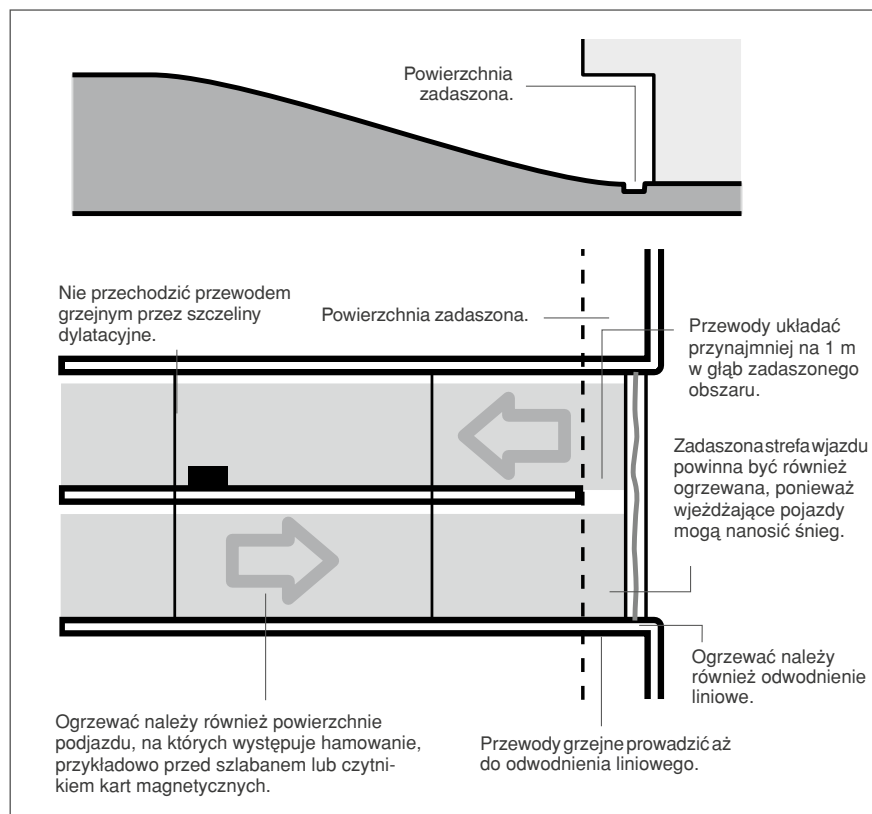 Powierzchnia
zadaszona.
Nie przechodzić przewodem
grzejnym przez szczeliny
dylatacyjne.
Powierzchnia zadaszona.
Przewody układać
przynajmniej na 1 m
w głąb zadaszonego
obszaru.
Zadaszona strefa wjazdu
powinna być również
ogrzewana, ponieważ
wjeżdżające pojazdy
mogą nanosić śnieg.
Ogrzewać należy
również odwodnienie
liniowe.
Ogrzewać należy również powierzchnie
podjazdu, na których występuje hamowanie,
przykładowo przed szlabanem lub czytni-
kiem kart magnetycznych.
Przewody grzejne prowadzić aż
do odwodnienia liniowego.